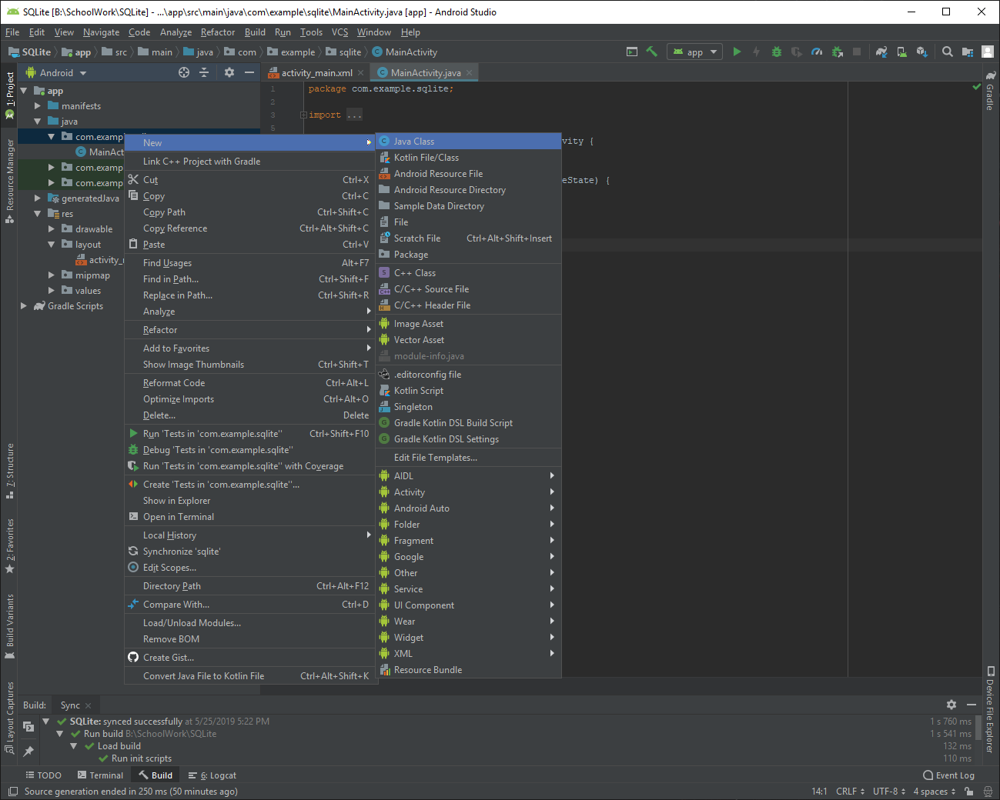 SQLite [B:\SchoolWork\SQLite] - ...\app\src\main\java\com\example\sqlite\MainActivity.java [app] - Android Studio
File Edit View Navigate Code Analyze Refactor Build Run Tools VCS Window Help
SQLite app src main java com example sqlite MainActivity app
1: Project
Resource Manager
7: Structure
2: Favorites
Build Variants
Layout Captures
Android
app
manifests
java
com.examp
MainAct
com.examp
com.examp
generatedJava
res
drawable
layout
activity_
mipmap
values
Gradle Scripts
activity_main.xml MainActivity.java
1 package com.example.sqlite;
2
3 import ...
5
vity {
eState) {
New
Link C++ Project with Gradle
Cut Ctrl+X
Copy Ctrl+C
Copy Path Ctrl+Shift+C
Copy Reference Ctrl+Alt+Shift+C
Paste Ctrl+V
Find Usages Alt+F7
Find in Path... Ctrl+Shift+F
Replace in Path... Ctrl+Shift+R
Analyze
Refactor
Add to Favorites
Show Image Thumbnails Ctrl+Shift+T
Reformat Code Ctrl+Alt+L
Optimize Imports Ctrl+Alt+O
Delete... Delete
Run 'Tests in 'com.example.sqlite'' Ctrl+Shift+F10
Debug 'Tests in 'com.example.sqlite''
Run 'Tests in 'com.example.sqlite'' with Coverage
Create 'Tests in 'com.example.sqlite''...
Show in Explorer
Open in Terminal
Local History
Synchronize 'sqlite'
Edit Scopes...
Directory Path Ctrl+Alt+F12
Compare With... Ctrl+D
Load/Unload Modules...
Remove BOM
Create Gist...
Convert Java File to Kotlin File Ctrl+Alt+Shift+K
Java Class
Kotlin File/Class
Android Resource File
Android Resource Directory
Sample Data Directory
File
Scratch File Ctrl+Alt+Shift+Insert
Package
C++ Class
C/C++ Source File
C/C++ Header File
Image Asset
Vector Asset
module-info.java
.editorconfig file
Kotlin Script
Singleton
Gradle Kotlin DSL Build Script
Gradle Kotlin DSL Settings
Edit File Templates...
AIDL
Activity
Android Auto
Folder
Fragment
Google
Other
Service
UI Component
Wear
Widget
XML
Resource Bundle
Gradle
Device File Explorer
Build: Sync
SQLite: synced successfully at 5/25/2019 5:22 PM 1 s 760 ms
Run build B:\SchoolWork\SQLite 1 s 541 ms
Load build 132 ms
Run init scripts 110 ms
TODO Terminal Build 6: Logcat Event Log
Source generation ended in 250 ms (50 minutes ago) 14:1 CRLF UTF-8 4 spaces